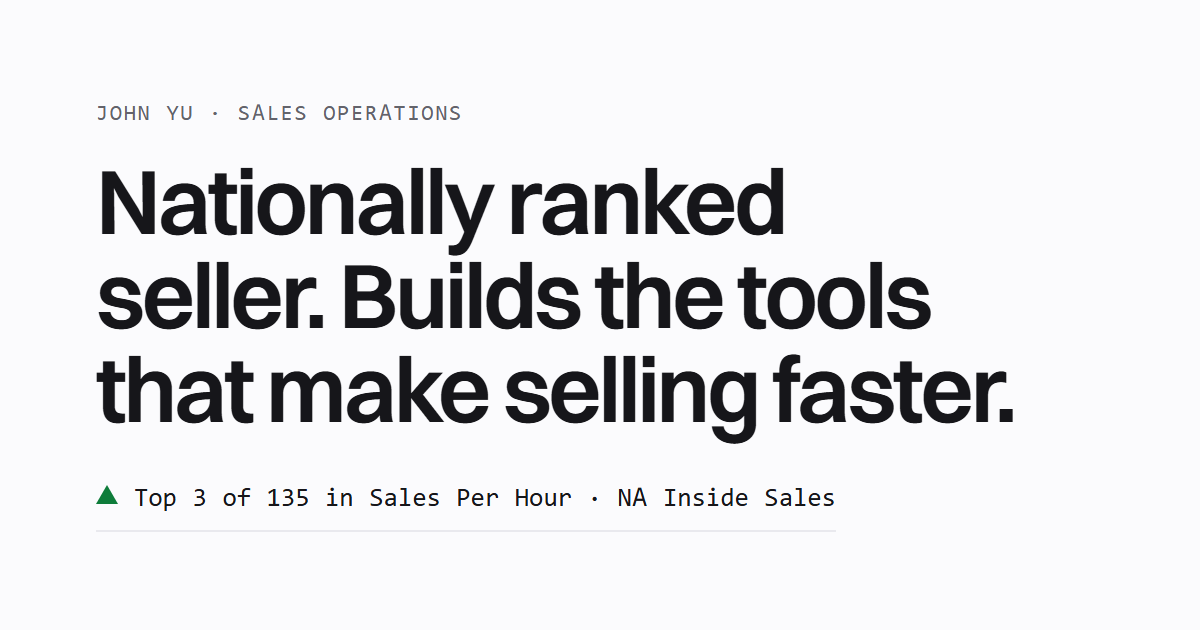 JOHN YU · SALES OPERATIONS
Nationally ranked
seller. Builds the tools
that make selling faster.
▲ Top 3 of 135 in Sales Per Hour · NA Inside Sales